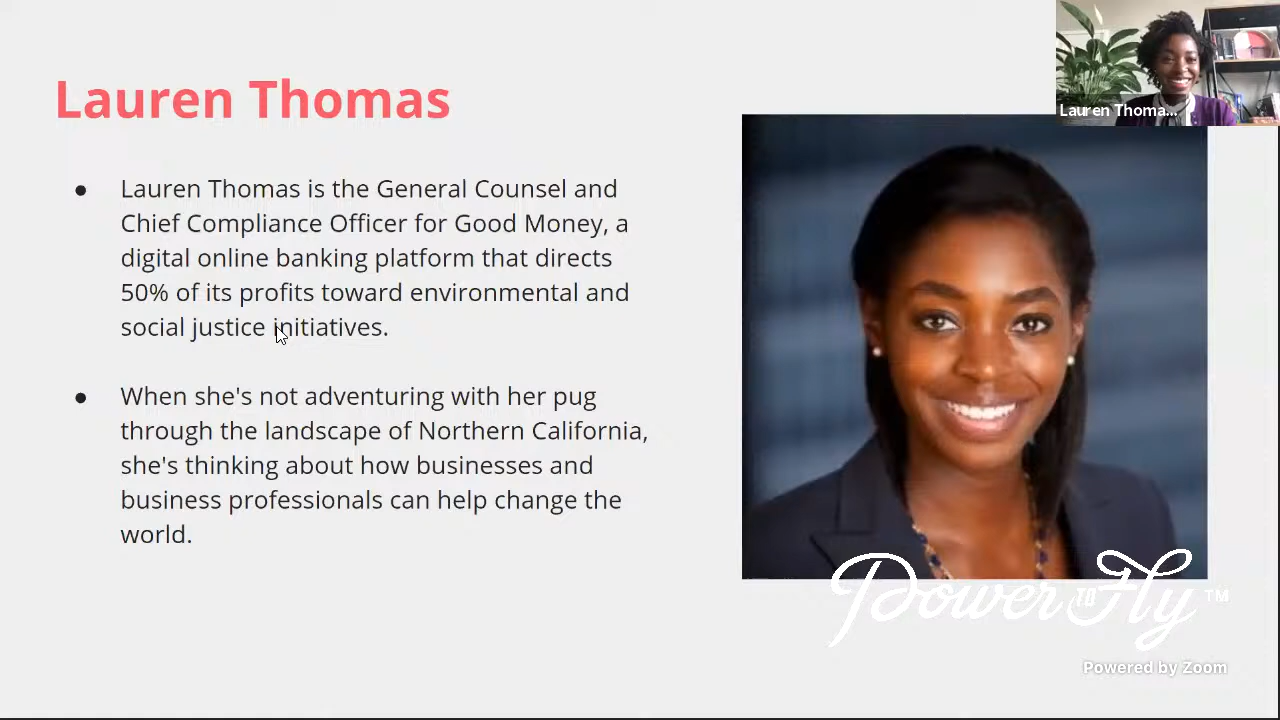 Lauren Thomas
Lauren Thoma...
Lauren Thomas is the General Counsel and
Chief Compliance Officer for Good Money, a
digital online banking platform that directs
50% of its profits toward environmental and
social justice initiatives.
When she's not adventuring with her pug
through the landscape of Northern California,
she's thinking about how businesses and
business professionals can help change the
world.
Power to Fly™
Powered by Zoom